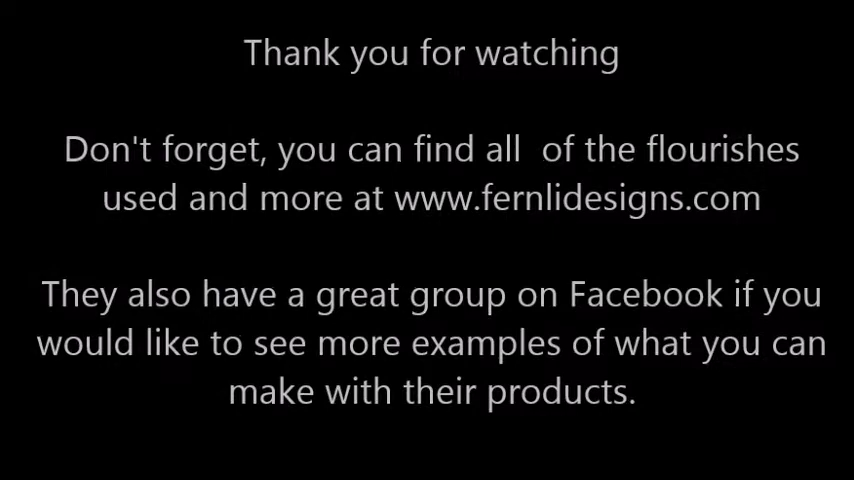 Thank you for watching
Don't forget, you can find all  of the flourishes
used and more at www.fernlidesigns.com
They also have a great group on Facebook if you
would like to see more examples of what you can
make with their products.